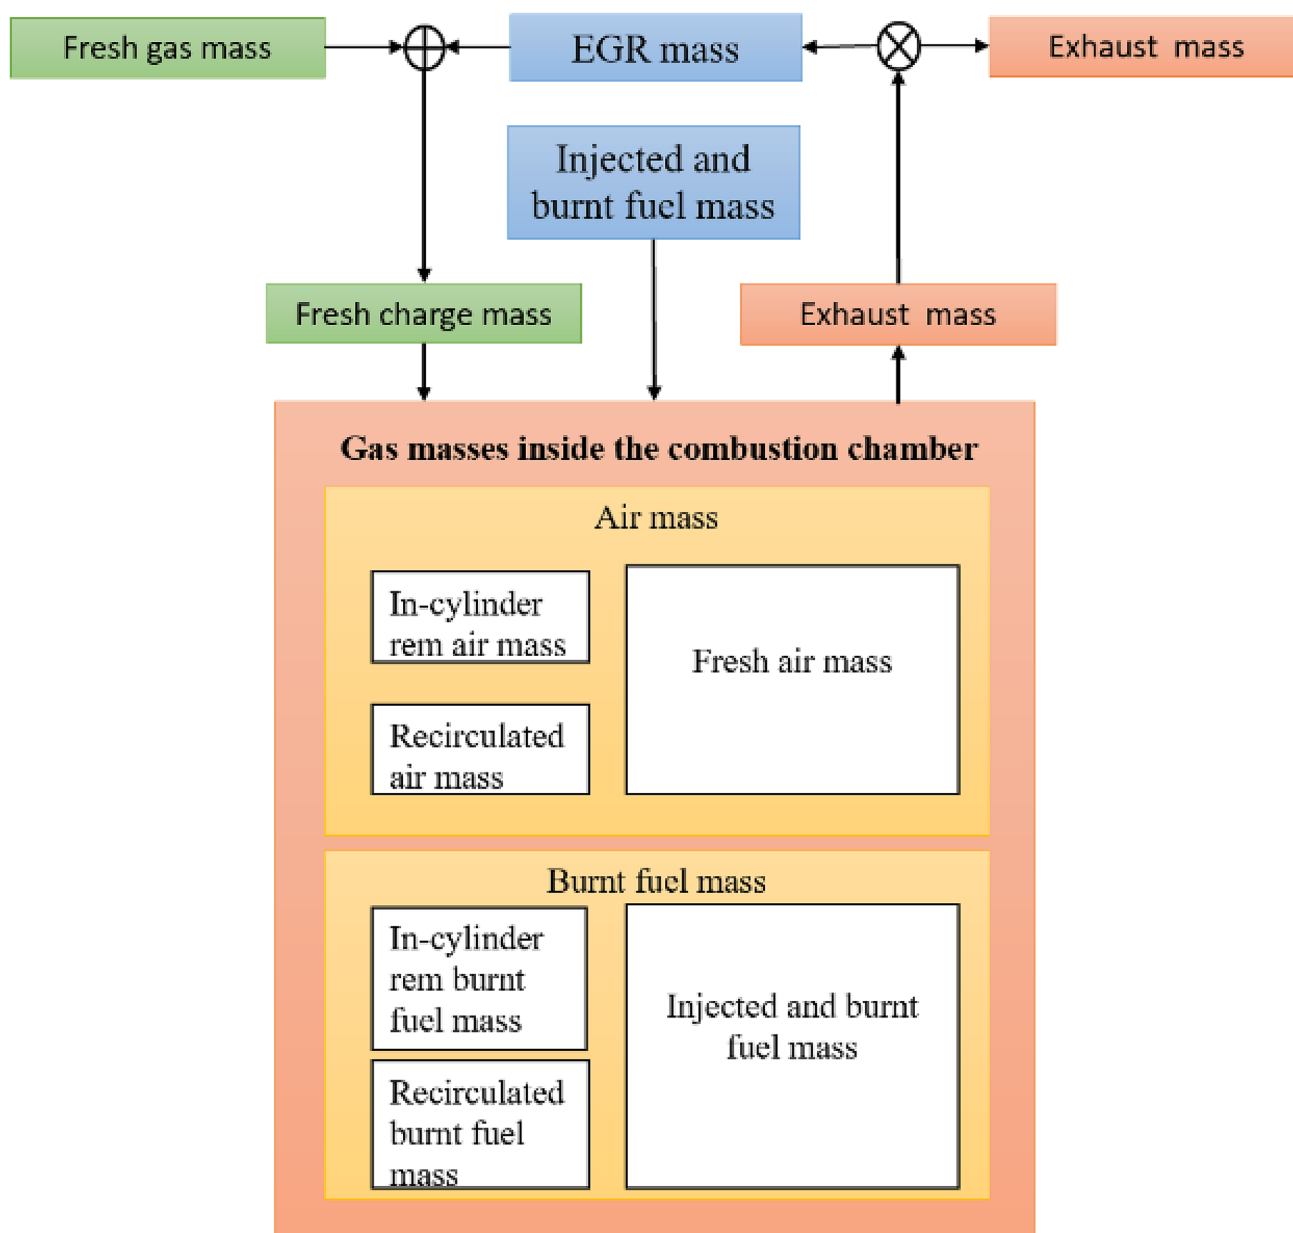 Fresh gas mass
EGR mass
Exhaust mass
Injected and
burnt fuel mass
Fresh charge mass
Exhaust mass
Gas masses inside the combustion chamber
Air mass
In-cylinder
rem air mass
Fresh air mass
Recirculated
air mass
Burnt fuel mass
In-cylinder
rem burnt
fuel mass
Injected and burnt
fuel mass
Recirculated
burnt fuel
mass